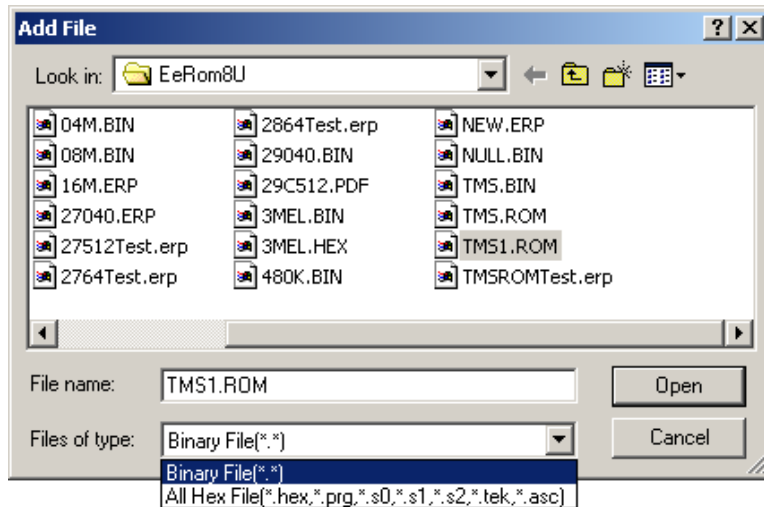 Add File
Look in: EeRom8U
04M.BIN 2864Test.erp NEW.ERP
08M.BIN 29040.BIN NULL.BIN
16M.ERP 29C512.PDF TMS.BIN
27040.ERP 3MEL.BIN TMS.ROM
27512Test.erp 3MEL.HEX TMS1.ROM
2764Test.erp 480K.BIN TMSROMTest.erp
File name: TMS1.ROM Open
Files of type: Binary File(*.*) Cancel
Binary File(*.*)
All Hex File(*.hex,*.prg,*.s0,*.s1,*.s2,*.tek,*.asc)